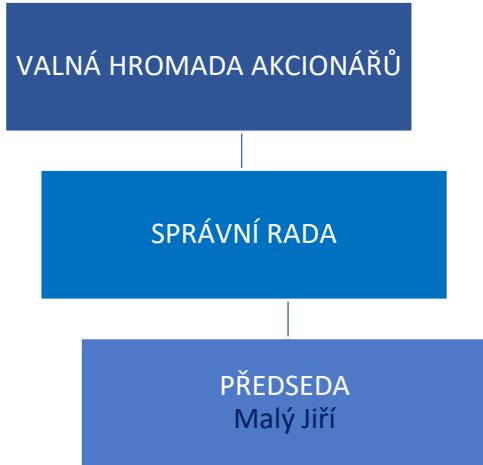 VALNÁ HROMADA AKCIONÁŘŮ
SPRÁVNÍ RADA
PŘEDSEDA
Malý Jiří